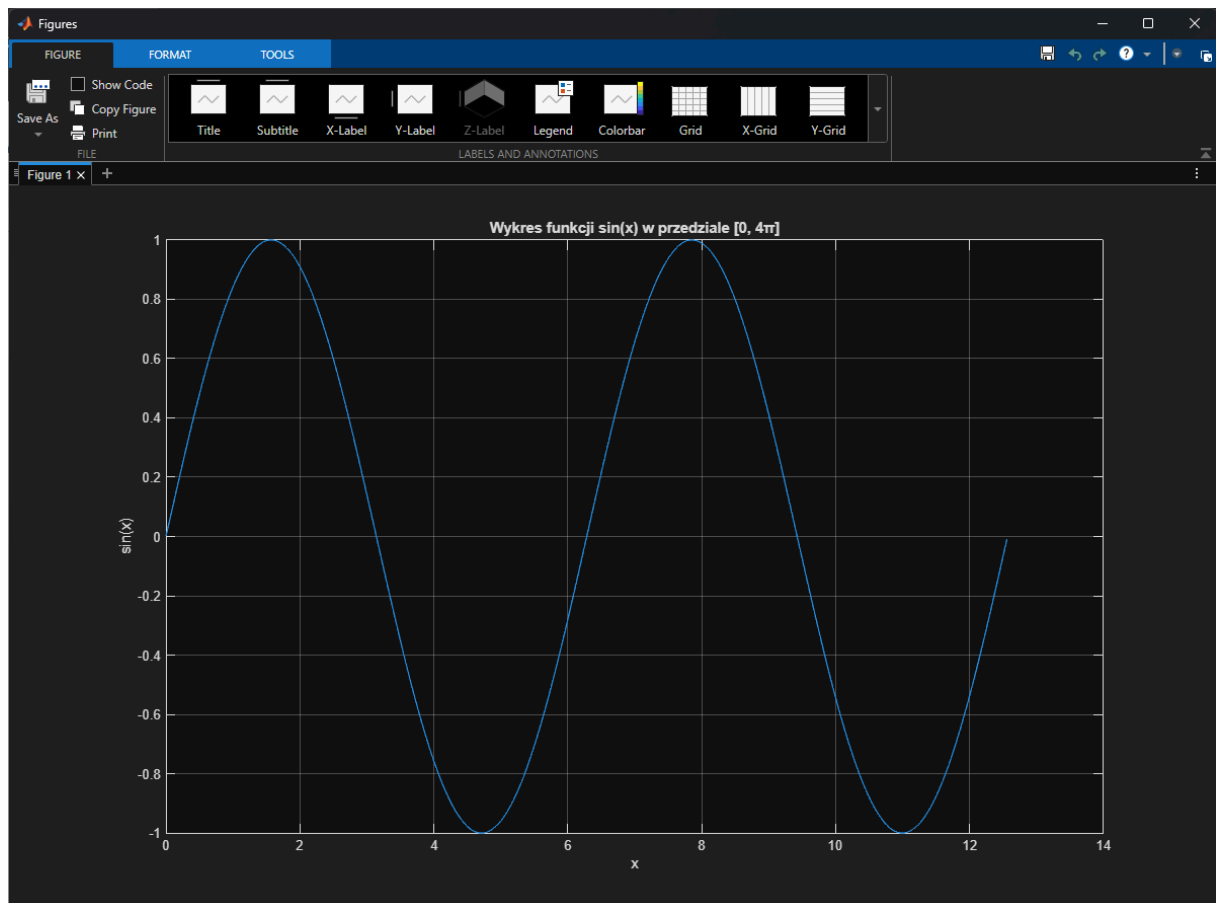 Figures
FIGURE FORMAT TOOLS
Save As
Show Code
Copy Figure
Print
FILE
Title Subtitle X-Label Y-Label Z-Label Legend Colorbar Grid X-Grid Y-Grid
LABELS AND ANNOTATIONS
Figure 1
Wykres funkcji sin(x) w przedziale [0, 4π]
1
0.8
0.6
0.4
0.2
0
-0.2
-0.4
-0.6
-0.8
-1
sin(x)
0 2 4 6 8 10 12 14
x